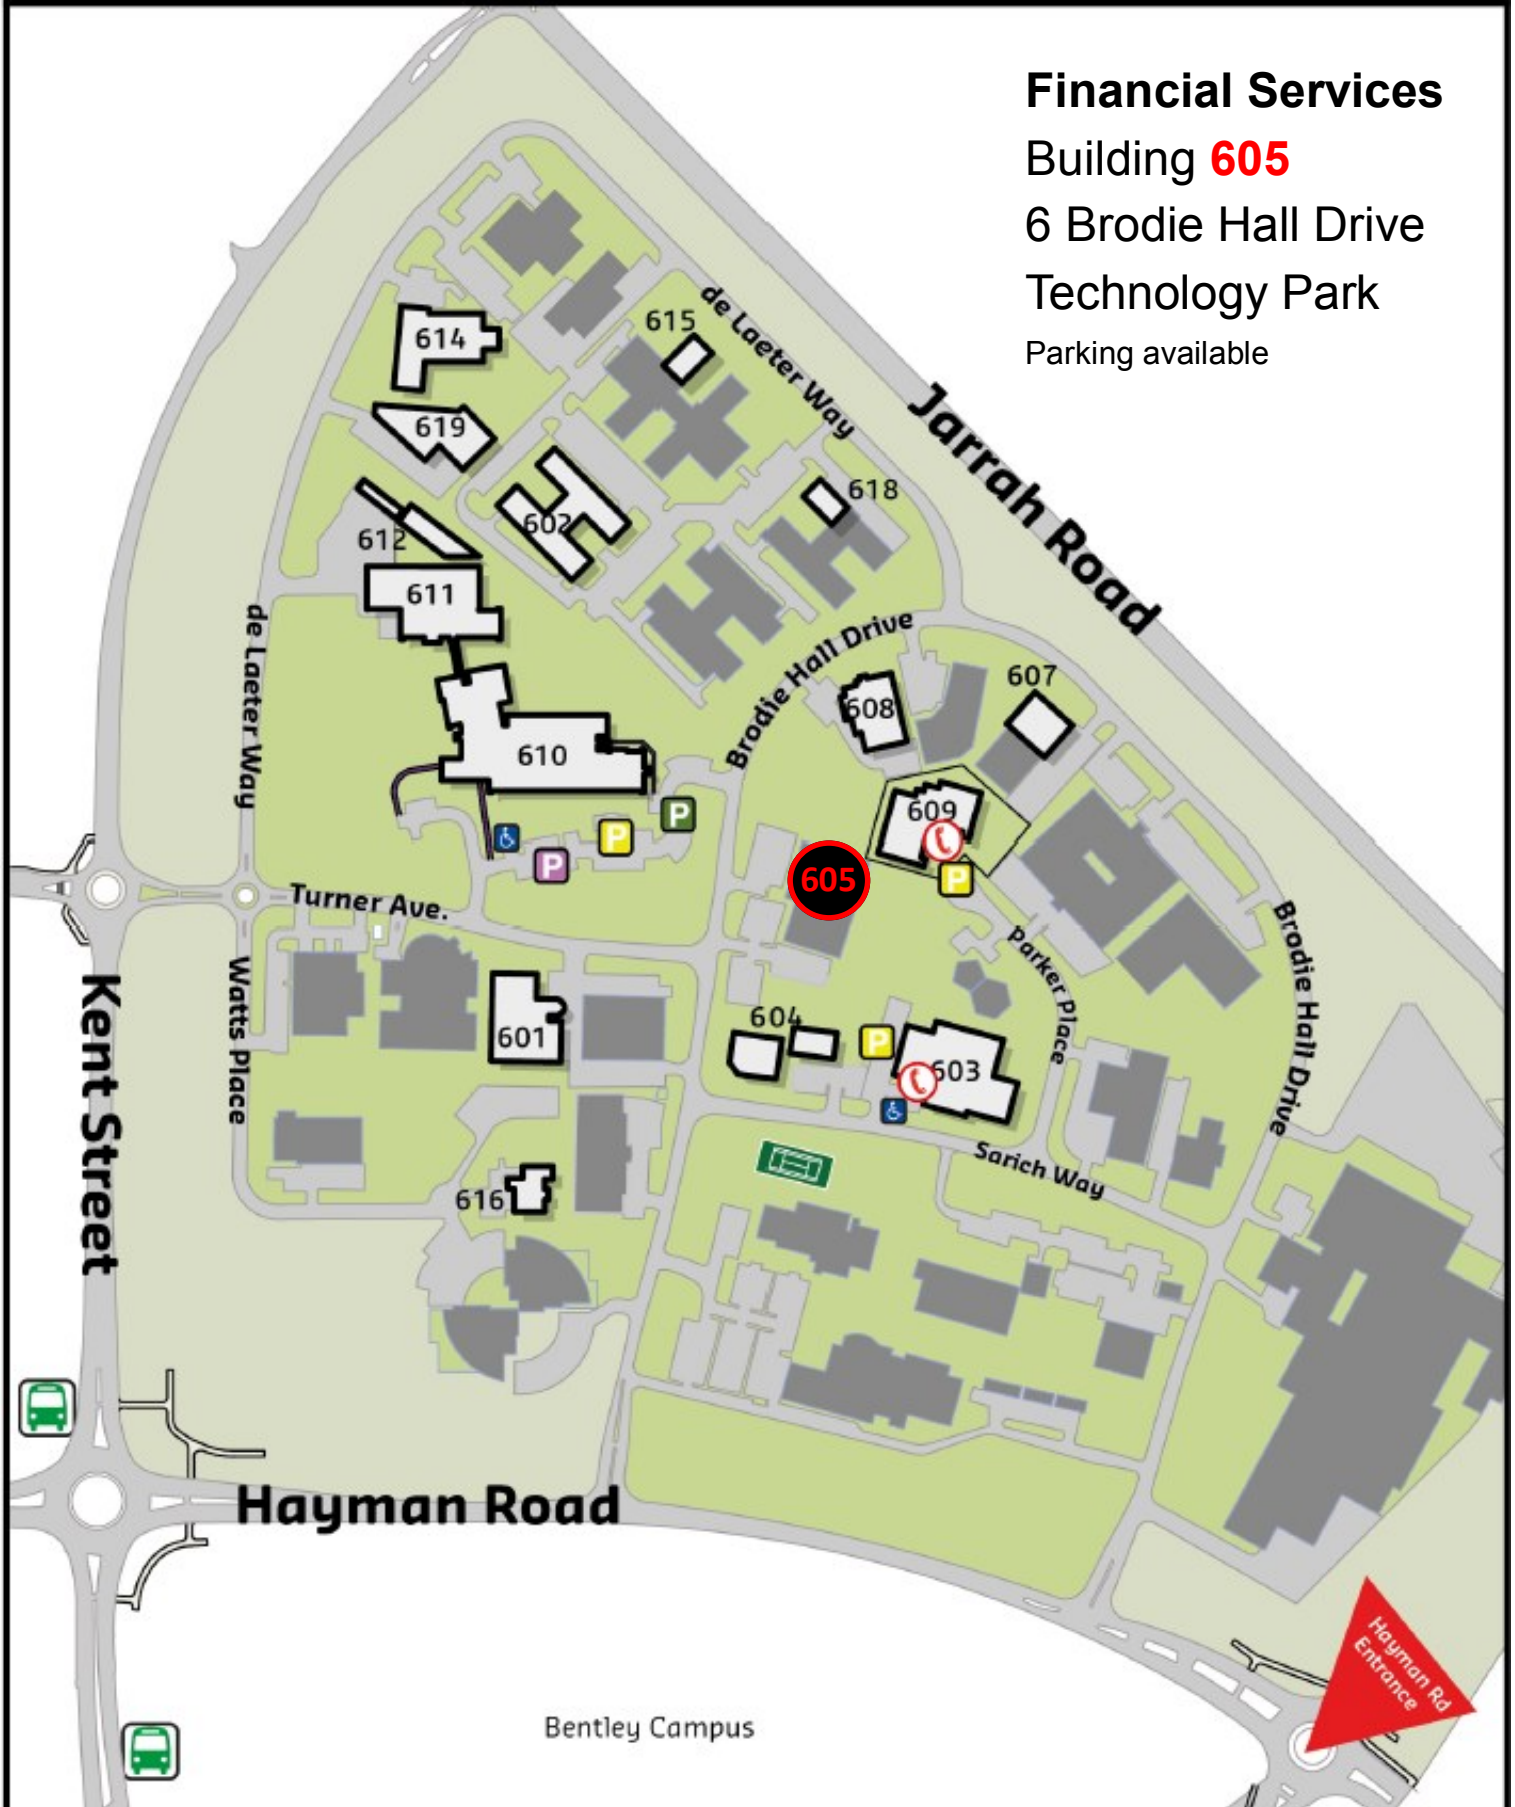 Financial Services
Building 605
6 Brodie Hall Drive
Technology Park
Parking available
de Laeter Way
Jarrah Road
615
614
619
618
602
612
611
de Laeter Way
Brodie Hall Drive
607
608
610
609
P
P
P
605
P
Turner Ave.
Brodie Hall Drive
Parker Place
Kent Street
Watts Place
604
601
P
603
Sarich Way
616
Hayman Road
Hayman Rd
Entrance
Bentley Campus